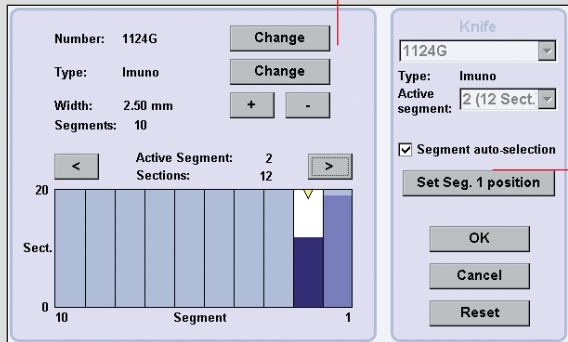 Number: 1124G Change
Type: Imuno Change
Width: 2.50 mm + -
Segments: 10
< Active Segment: 2 >
Sections: 12
20
Sect.
0
10 Segment 1
Knife
1124G
Type: Imuno
Active segment: 2 (12 Sect.
Segment auto-selection
Set Seg. 1 position
OK
Cancel
Reset